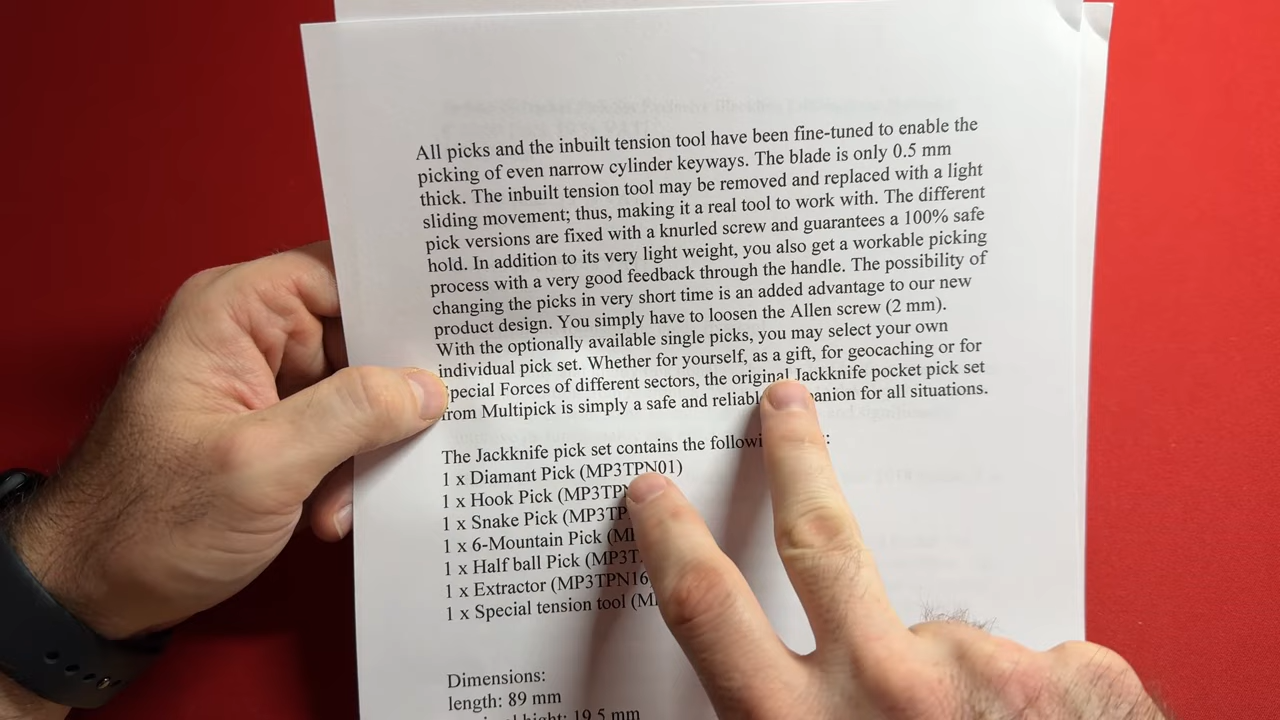 All picks and the inbuilt tension tool have been fine-tuned to enable the
picking of even narrow cylinder keyways. The blade is only 0.5 mm
thick. The inbuilt tension tool may be removed and replaced with a light
sliding movement; thus, making it a real tool to work with. The different
pick versions are fixed with a knurled screw and guarantees a 100% safe
hold. In addition to its very light weight, you also get a workable picking
process with a very good feedback through the handle. The possibility of
changing the picks in very short time is an added advantage to our new
product design. You simply have to loosen the Allen screw (2 mm).
With the optionally available single picks, you may select your own
individual pick set. Whether for yourself, as a gift, for geocaching or for
Special Forces of different sectors, the original Jackknife pocket pick set
from Multipick is simply a safe and for all situations.
The Jackknife pick set contains the
1 x Diamant Pick (MP3TPN01)
1 x Hook Pick
1 x Snake Pick
1 x 6-Mountain Pick
1 x Half ball Pick
1 x Extractor (MP3TPN16
1 x Special tension tool
Dimensions:
length: 89 mm
19.5 mm